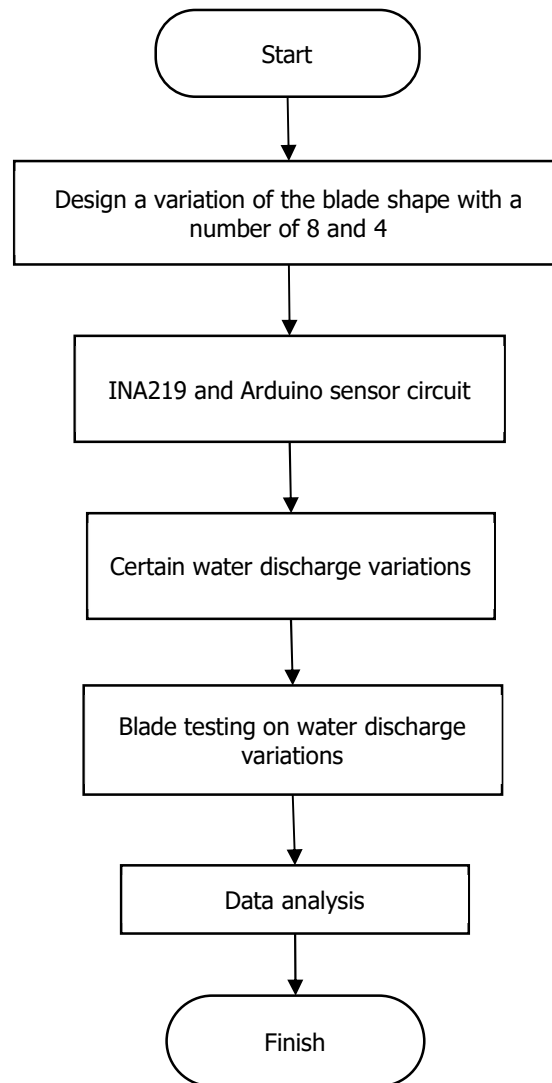 Start
Design a variation of the blade shape with a
number of 8 and 4
INA219 and Arduino sensor circuit
Certain water discharge variations
Blade testing on water discharge
variations
Data analysis
Finish